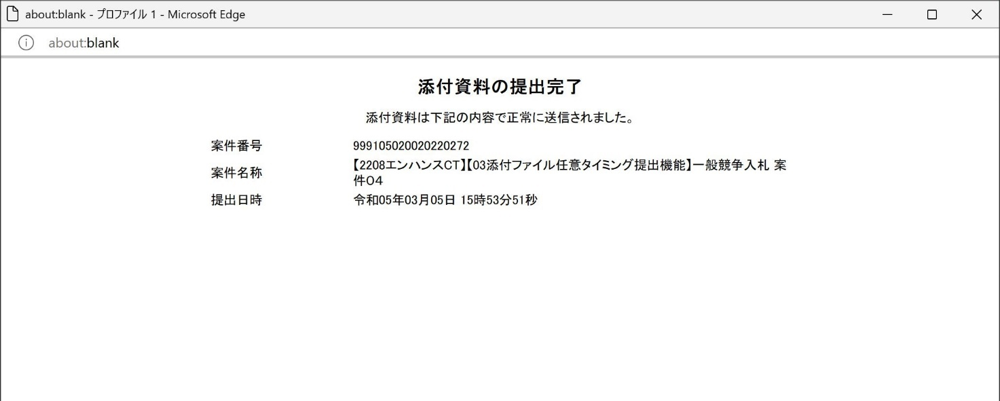 about:blank - プロファイル 1 - Microsoft Edge
about:blank
添付資料の提出完了
添付資料は下記の内容で正常に送信されました。
案件番号 999105020020220272
案件名称 【2208エンハンスCT】【03添付ファイル任意タイミング提出機能】一般競争入札 案
件０４
提出日時 令和05年03月05日 15時53分51秒